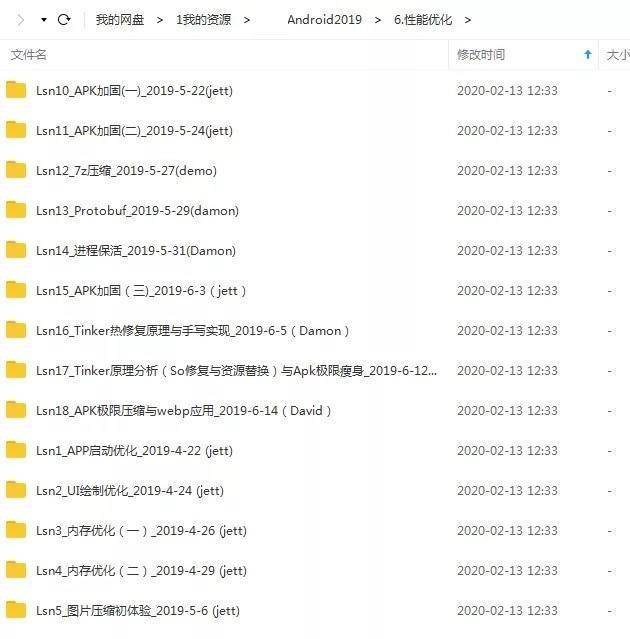 我的网盘 > 1我的资源 > Android2019 > 6.性能优化 >
文件名 修改时间 大小
Lsn10_APK加固(一)_2019-5-22(jett) 2020-02-13 12:33 -
Lsn11_APK加固(二)_2019-5-24(jett) 2020-02-13 12:33 -
Lsn12_7z压缩_2019-5-27(demo) 2020-02-13 12:33 -
Lsn13_Protobuf_2019-5-29(damon) 2020-02-13 12:33 -
Lsn14_进程保活_2019-5-31(Damon) 2020-02-13 12:33 -
Lsn15_APK加固（三)_2019-6-3（jett） 2020-02-13 12:33 -
Lsn16_Tinker热修复原理与手写实现_2019-6-5（Damon） 2020-02-13 12:33 -
Lsn17_Tinker原理分析（So修复与资源替换）与Apk极限瘦身_2019-6-12... 2020-02-13 12:33 -
Lsn18_APK极限压缩与webp应用_2019-6-14（David） 2020-02-13 12:33 -
Lsn1_APP启动优化_2019-4-22 (jett) 2020-02-13 12:33 -
Lsn2_UI绘制优化_2019-4-24 (jett) 2020-02-13 12:33 -
Lsn3_内存优化（一）_2019-4-26 (jett) 2020-02-13 12:33 -
Lsn4_内存优化（二）_2019-4-29 (jett) 2020-02-13 12:33 -
Lsn5_图片压缩初体验_2019-5-6 (jett) 2020-02-13 12:33 -